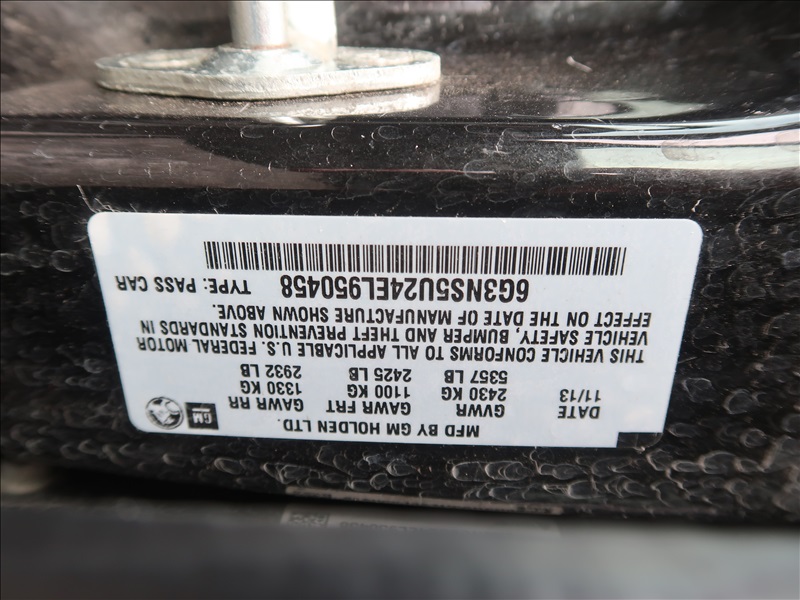 MFD BY GM HOLDEN LTD.
GM
DATE GVWR GAWR FRT GAWR RR
11/13 2430 KG 1100 KG 1330 KG
5357 LB 2425 LB 2932 LB
THIS VEHICLE CONFORMS TO ALL APPLICABLE U.S. FEDERAL MOTOR
VEHICLE SAFETY, BUMPER AND THEFT PREVENTION STANDARDS IN
EFFECT ON THE DATE OF MANUFACTURE SHOWN ABOVE.
6G3NS5U24EL950458 TYPE: PASS CAR